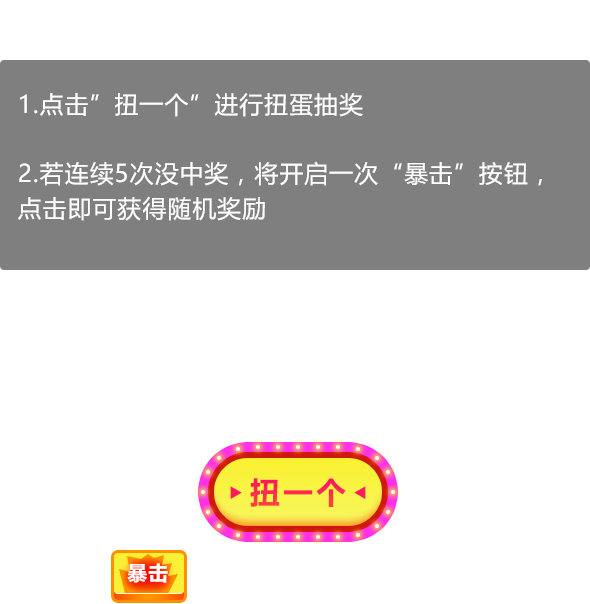 1.点击”扭一个”进行扭蛋抽奖
2.若连续5次没中奖，将开启一次“暴击”按钮，
点击即可获得随机奖励
扭一个
暴击